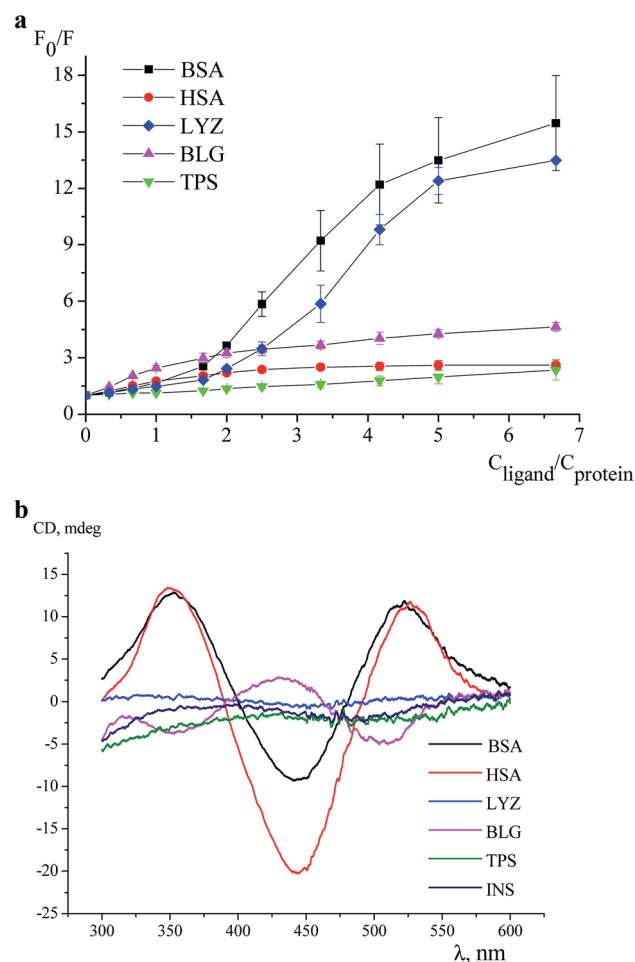 a
F0/F
BSA
HSA
LYZ
BLG
TPS
18
15
12
9
6
3
0
0 1 2 3 4 5 6 7
Cligand/Cprotein
b
CD, mdeg
15
10
5
0
-5
-10
-15
-20
-25
BSA
HSA
LYZ
BLG
TPS
INS
300 350 400 450 500 550 600
λ, nm